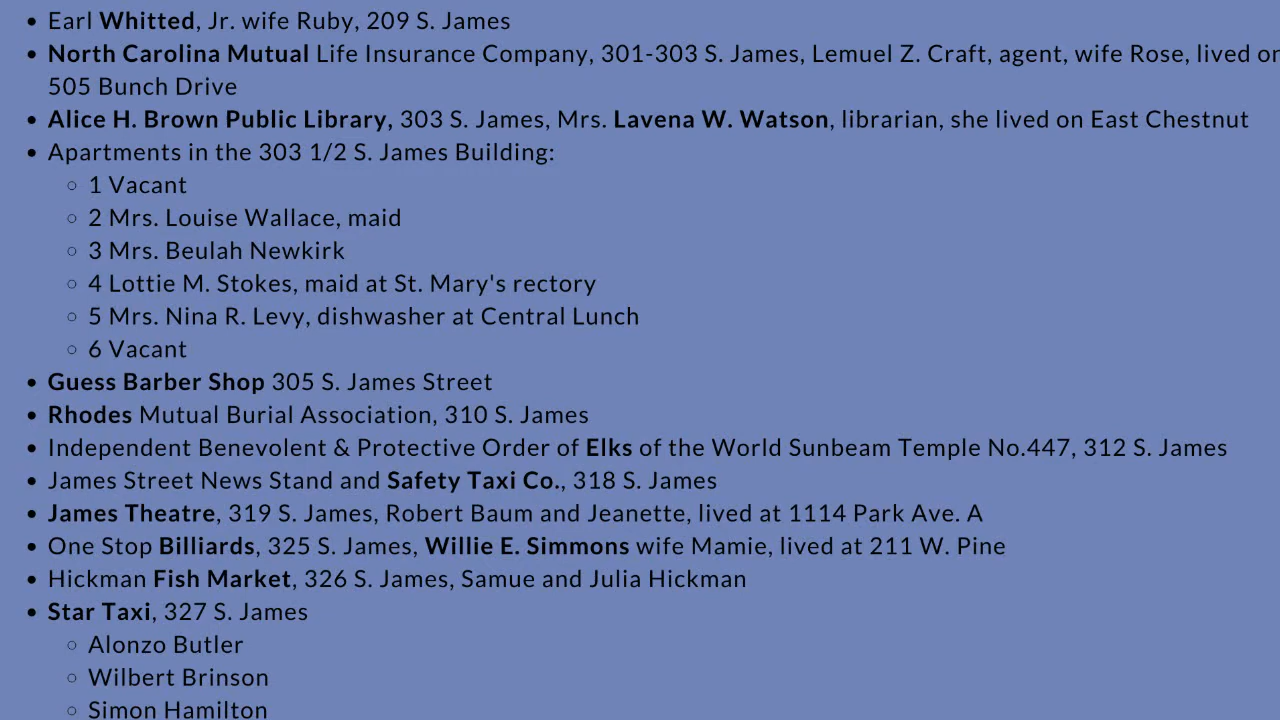 Earl Whitted, Jr. wife Ruby, 209 S. James
North Carolina Mutual Life Insurance Company, 301-303 S. James, Lemuel Z. Craft, agent, wife Rose, lived on
505 Bunch Drive
Alice H. Brown Public Library, 303 S. James, Mrs. Lavena W. Watson, librarian, she lived on East Chestnut
Apartments in the 303 1/2 S. James Building:
1 Vacant
2 Mrs. Louise Wallace, maid
3 Mrs. Beulah Newkirk
4 Lottie M. Stokes, maid at St. Mary's rectory
5 Mrs. Nina R. Levy, dishwasher at Central Lunch
6 Vacant
Guess Barber Shop 305 S. James Street
Rhodes Mutual Burial Association, 310 S. James
Independent Benevolent & Protective Order of Elks of the World Sunbeam Temple No.447, 312 S. James
James Street News Stand and Safety Taxi Co., 318 S. James
James Theatre, 319 S. James, Robert Baum and Jeanette, lived at 1114 Park Ave. A
One Stop Billiards, 325 S. James, Willie E. Simmons wife Mamie, lived at 211 W. Pine
Hickman Fish Market, 326 S. James, Samue and Julia Hickman
Star Taxi, 327 S. James
Alonzo Butler
Wilbert Brinson
Simon Hamilton